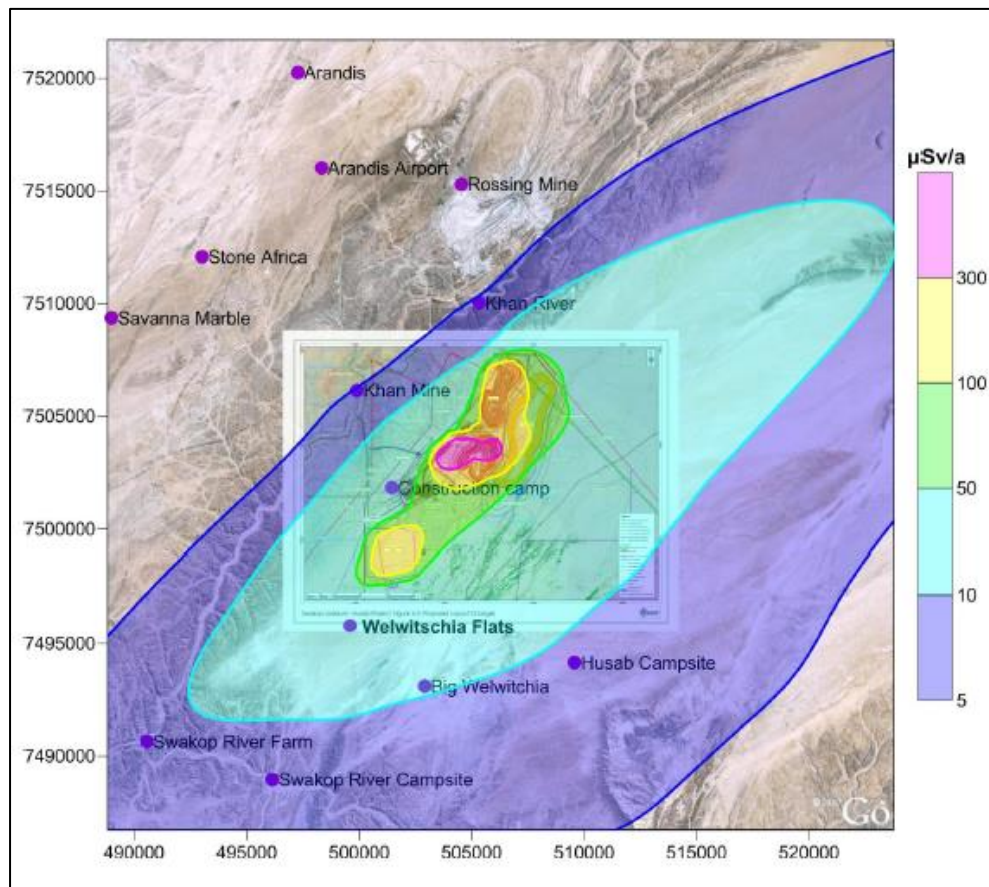 7520000
Arandis
Arandis Airport
µSv/a
7515000
Rossing Mine
Stone Africa
300
7510000
Khan River
Savanna Marble
100
Khan Mine
7505000
50
Construction camp
7500000
10
Welwitschia Flats
7495000
Husab Campsite
Big Welwitchia
5
Swakop River Farm
7490000
Swakop River Campsite
Go
490000 495000 500000 505000 510000 515000 520000